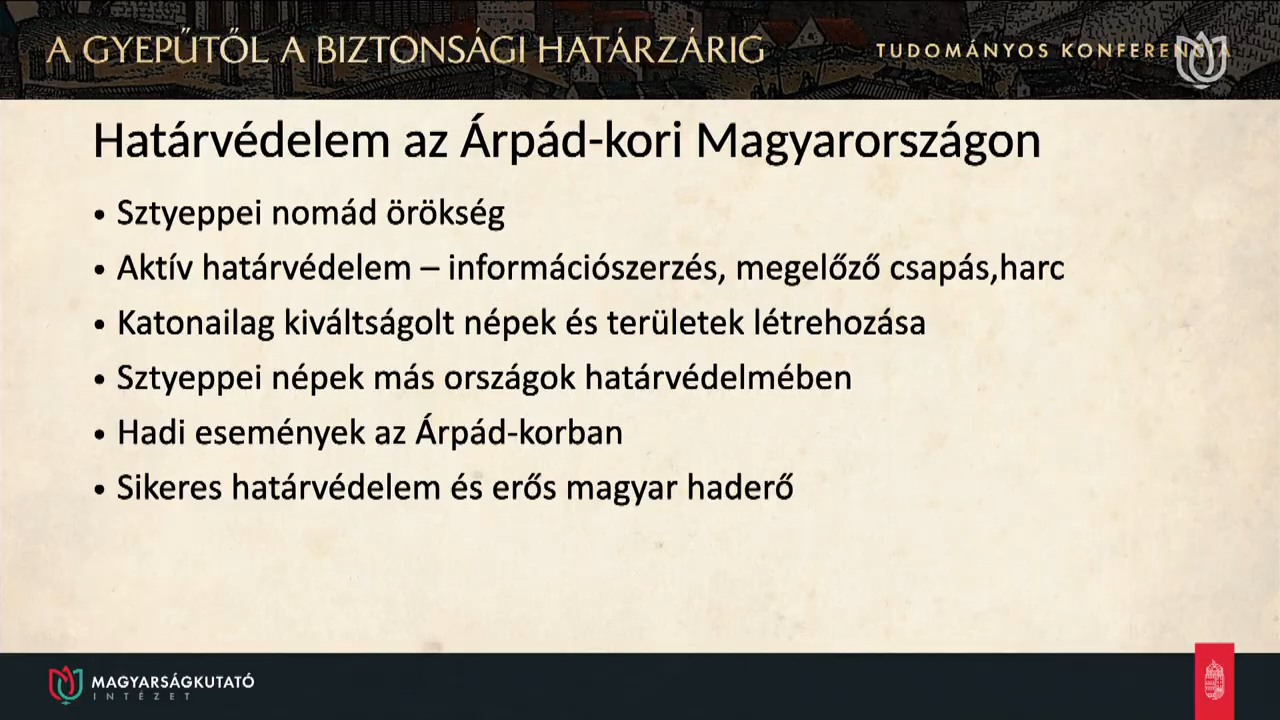 A GYEPŰTŐL A BIZTONSÁGI HATÁRZÁRIG
TUDOMÁNYOS KONFERENCIA
Határvédelem az Árpád-kori Magyarországon
• Sztyeppei nomád örökség
• Aktív határvédelem – információszerzés, megelőző csapás,harc
• Katonailag kiváltságolt népek és területek létrehozása
• Sztyeppei népek más országok határvédelmében
• Hadi események az Árpád-korban
• Sikeres határvédelem és erős magyar haderő
MAGYARSÁGKUTATÓ
INTÉZET